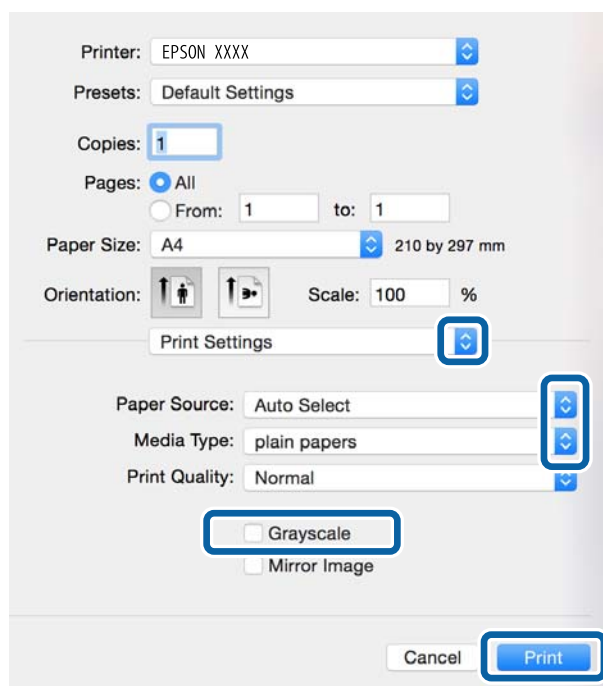 Printer: EPSON XXXX
Presets: Default Settings
Copies: 1
Pages: All
From: 1 to: 1
Paper Size: A4 210 by 297 mm
Orientation: Scale: 100 %
Print Settings
Paper Source: Auto Select
Media Type: plain papers
Print Quality: Normal
Grayscale
Mirror Image
Cancel Print